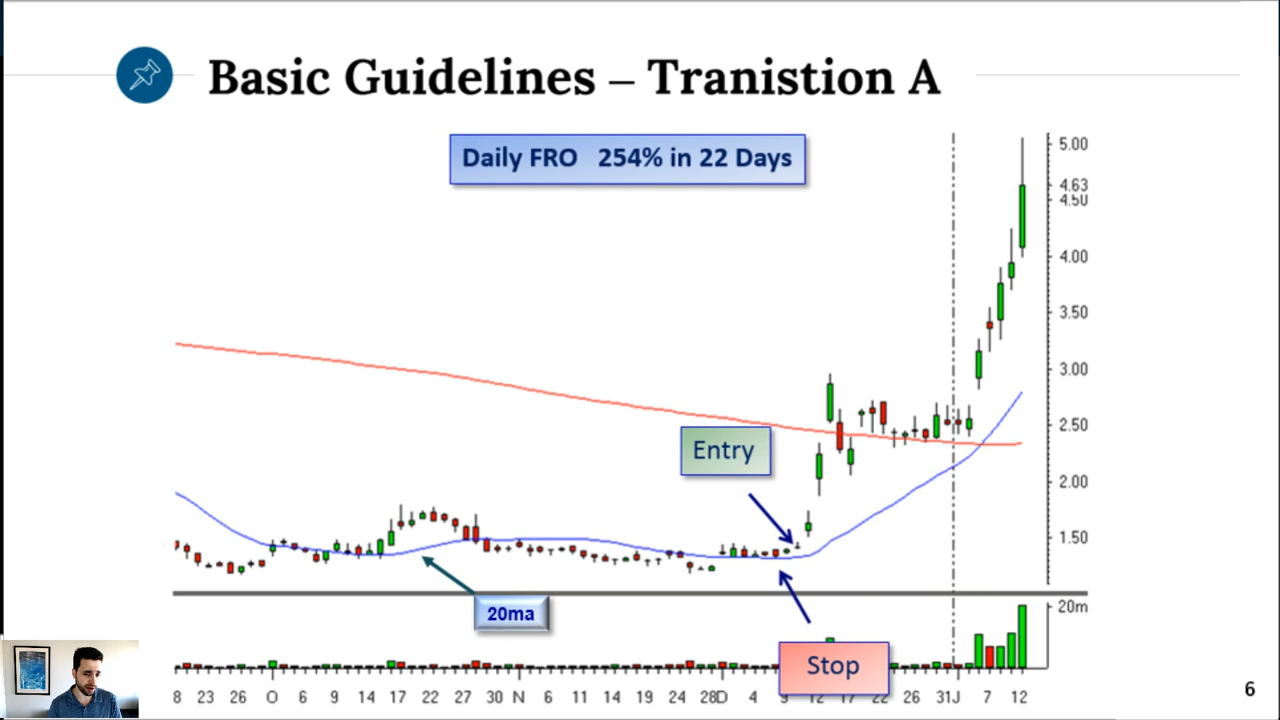 Basic Guidelines – Tranistion A
Daily FRO 254% in 22 Days
5.00
4.63
4.50
4.00
3.50
3.00
2.50
Entry
2.00
1.50
20ma
20m
Stop
8 23 26 O 6 9 14 17 22 27 30 N 6 11 14 19 24 28D 4 9 12 17 22 26 31J 7 12
6